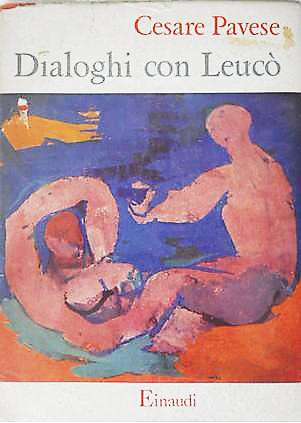 Cesare Pavese
Dialoghi con Leucò
Einaudi